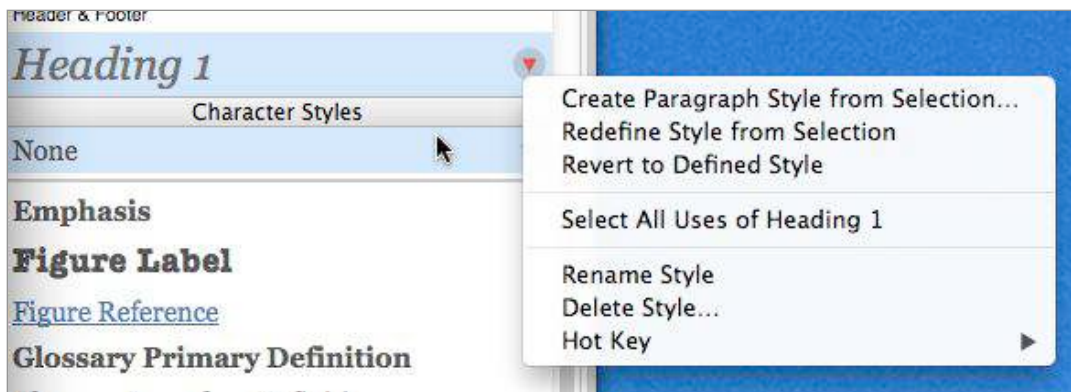 Header & Footer
Heading 1
Character Styles
None
Emphasis
Figure Label
Figure Reference
Glossary Primary Definition
Create Paragraph Style from Selection...
Redefine Style from Selection
Revert to Defined Style
Select All Uses of Heading 1
Rename Style
Delete Style...
Hot Key